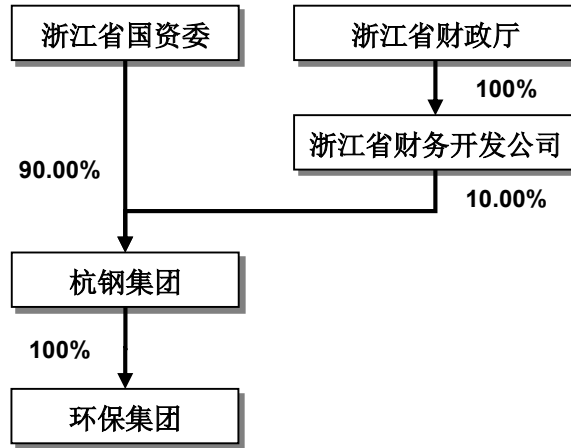 浙江省国资委
浙江省财政厅
100%
浙江省财务开发公司
90.00%
10.00%
杭钢集团
100%
环保集团